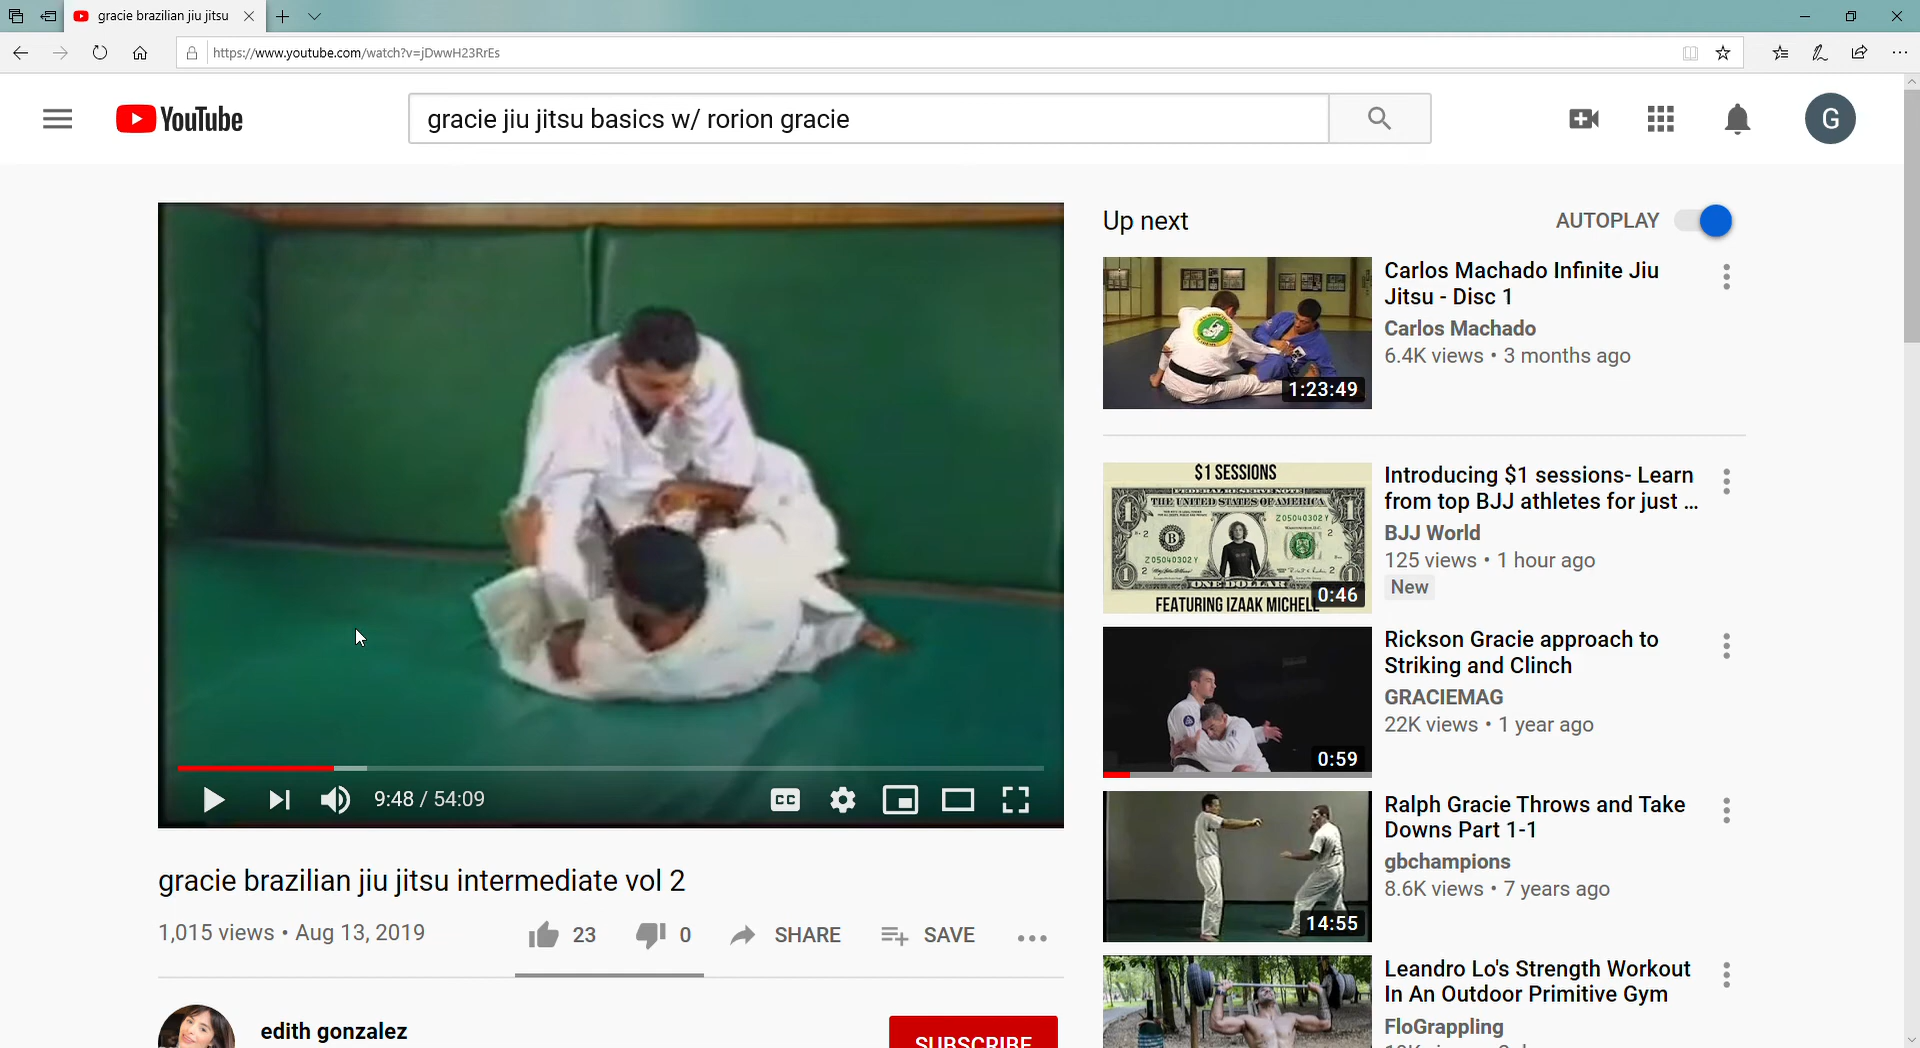 gracie brazilian jiu jitsu
https://www.youtube.com/watch?v=jDwwH23RrEs
YouTube
gracie jiu jitsu basics w/ rorion gracie
G
9:48 / 54:09
CC
gracie brazilian jiu jitsu intermediate vol 2
1,015 views • Aug 13, 2019
23
0
SHARE
SAVE
edith gonzalez
SUBSCRIBE
Up next
AUTOPLAY
1:23:49
Carlos Machado Infinite Jiu
Jitsu - Disc 1
Carlos Machado
6.4K views • 3 months ago
$1 SESSIONS
FEDERAL RESERVE NOTE
THE UNITED STATES OF AMERICA
Z05040302Y
B
Z05040302Y
ONE DOLLAR
FEATURING IZAAK MICHELL
0:46
Introducing $1 sessions- Learn
from top BJJ athletes for just ...
BJJ World
125 views • 1 hour ago
New
0:59
Rickson Gracie approach to
Striking and Clinch
GRACIEMAG
22K views • 1 year ago
14:55
Ralph Gracie Throws and Take
Downs Part 1-1
gbchampions
8.6K views • 7 years ago
Leandro Lo's Strength Workout
In An Outdoor Primitive Gym
FloGrappling